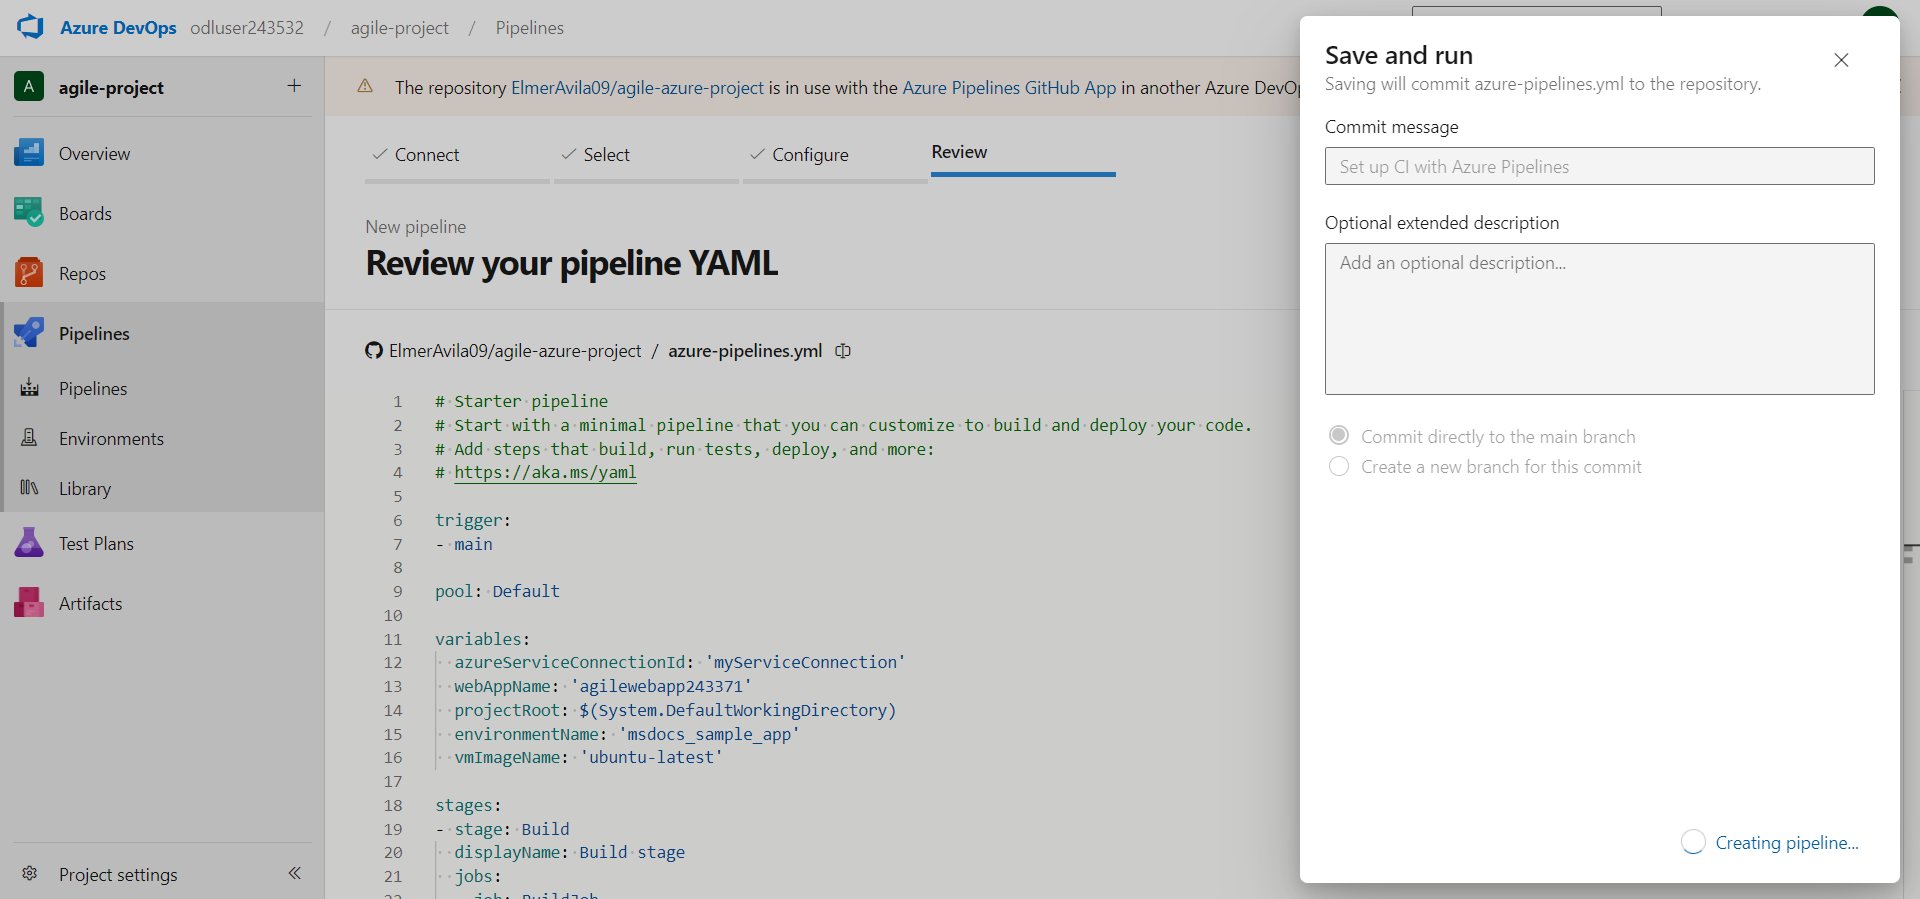 Azure DevOps odluser243532 / agile-project / Pipelines
A agile-project +
Overview
Boards
Repos
Pipelines
Pipelines
Environments
Library
Test Plans
Artifacts
Project settings
The repository ElmerAvila09/agile-azure-project is in use with the Azure Pipelines GitHub App in another Azure
Connect Select Configure Review
New pipeline
Review your pipeline YAML
ElmerAvila09/agile-azure-project / azure-pipelines.yml
1 # Starter pipeline
2 # Start with a minimal pipeline that you can customize to build and deploy your code.
3 # Add steps that build, run tests, deploy, and more:
4 # https://aka.ms/yaml
5
6 trigger:
7 - main
8
9 pool: Default
10
11 variables:
12 azureServiceConnectionId: 'myServiceConnection'
13 webAppName: 'agilewebapp243371'
14 projectRoot: $(System.DefaultWorkingDirectory)
15 environmentName: 'msdocs_sample_app'
16 vmImageName: 'ubuntu-latest'
17
18 stages:
19 - stage: Build
20 displayName: Build stage
21 jobs:
Save and run
Saving will commit azure-pipelines.yml to the repository.
Commit message
Set up CI with Azure Pipelines
Optional extended description
Add an optional description...
Commit directly to the main branch
Create a new branch for this commit
Creating pipeline...